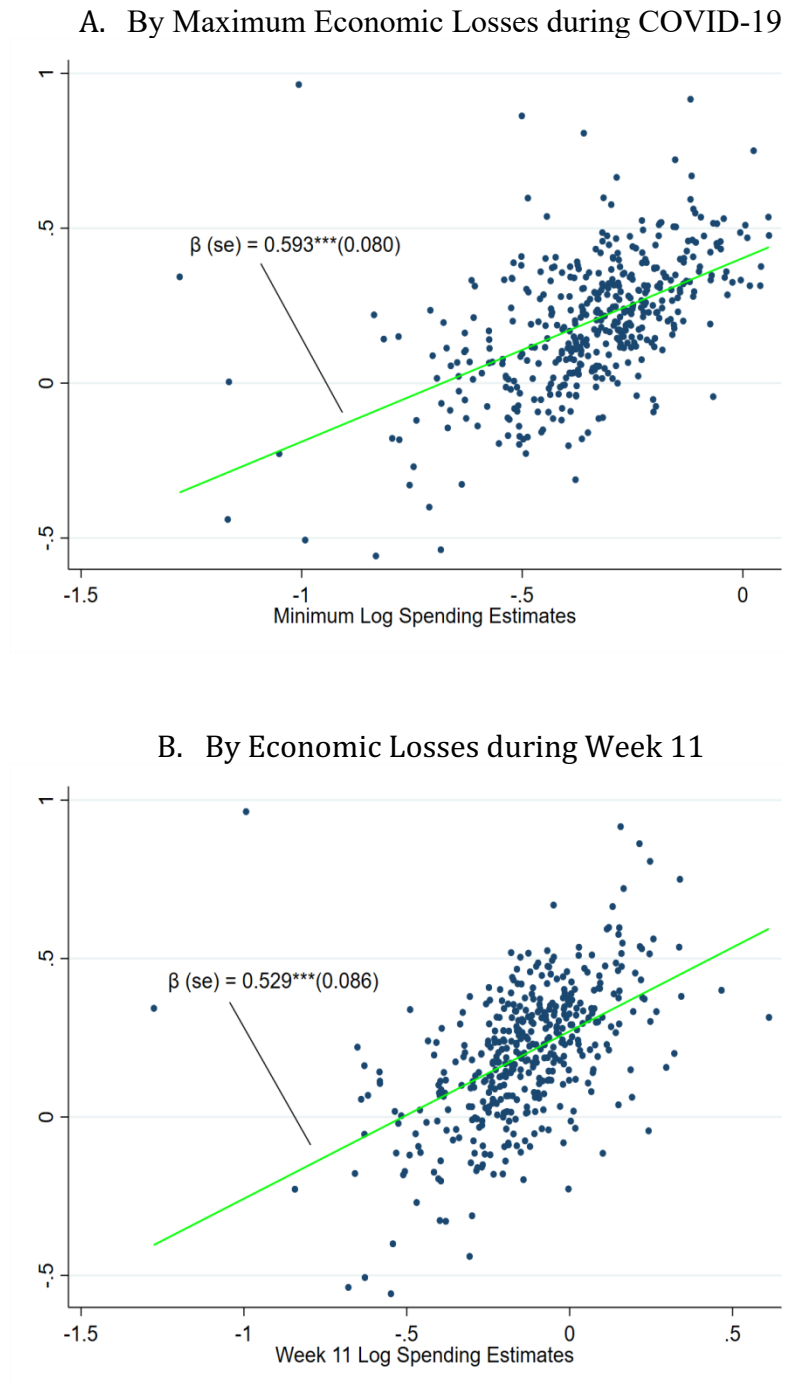 A. By Maximum Economic Losses during COVID-19
1
.5
β (se) = 0.593***(0.080)
0
-.5
-1.5 -1 -.5 0
Minimum Log Spending Estimates
B. By Economic Losses during Week 11
1
.5
β (se) = 0.529***(0.086)
0
-.5
-1.5 -1 -.5 0 .5
Week 11 Log Spending Estimates